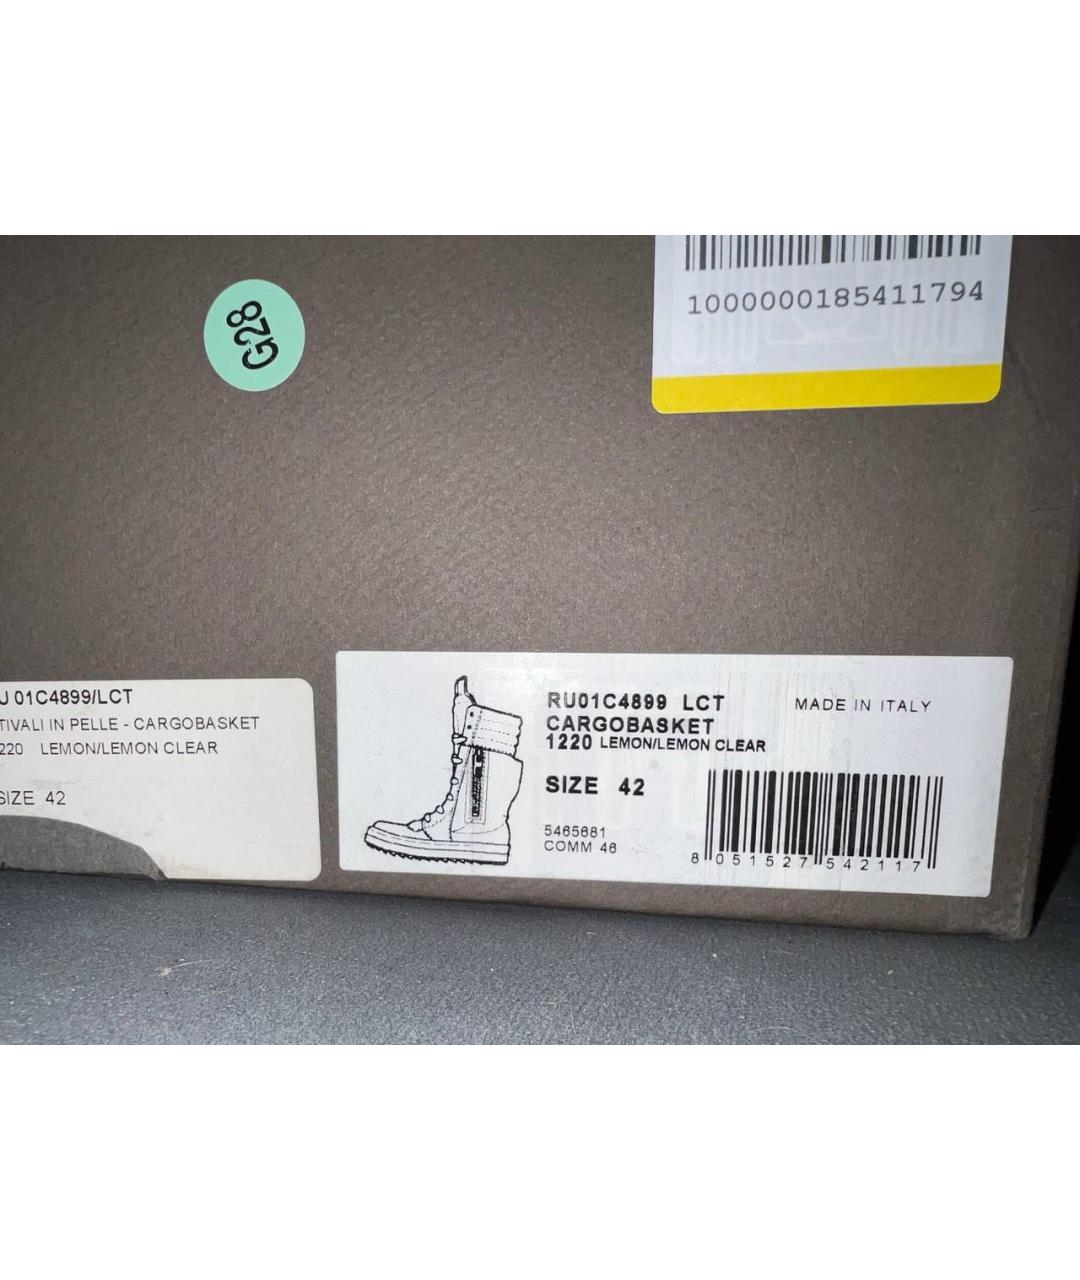 G28
1000000185411794
U 01C4899/LCT
TIVALI IN PELLE - CARGOBASKET
220 LEMON/LEMON CLEAR
SIZE 42
RU01C4899 LCT
MADE IN ITALY
CARGOBASKET
1220 LEMON/LEMON CLEAR
SIZE 42
5465681
COMM 46
8 051527 542117